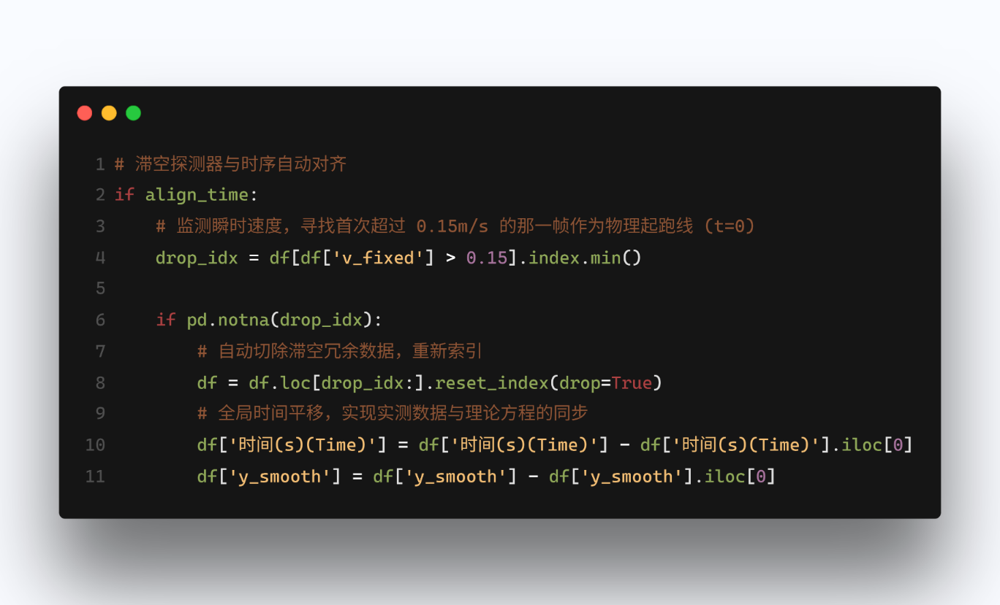 1 # 滞空探测器与时序自动对齐
2 if align_time:
3     # 监测瞬时速度，寻找首次超过 0.15m/s 的那一帧作为物理起跑线 (t=0)
4     drop_idx = df[df['v_fixed'] > 0.15].index.min()
5
6     if pd.notna(drop_idx):
7         # 自动切除滞空冗余数据，重新索引
8         df = df.loc[drop_idx:].reset_index(drop=True)
9         # 全局时间平移，实现实测数据与理论方程的同步
10         df['时间(s)(Time)'] = df['时间(s)(Time)'] - df['时间(s)(Time)'].iloc[0]
11         df['y_smooth'] = df['y_smooth'] - df['y_smooth'].iloc[0]